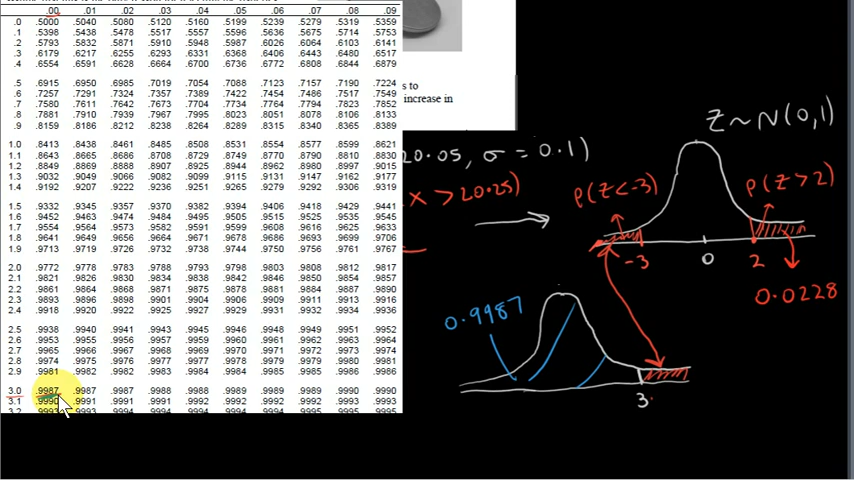 .00 .01 .02 .03 .04 .05 .06 .07 .08 .09
.0 .5000 .5040 .5080 .5120 .5160 .5199 .5239 .5279 .5319 .5359
.1 .5398 .5438 .5478 .5517 .5557 .5596 .5636 .5675 .5714 .5753
.2 .5793 .5832 .5871 .5910 .5948 .5987 .6026 .6064 .6103 .6141
.3 .6179 .6217 .6255 .6293 .6331 .6368 .6406 .6443 .6480 .6517
.4 .6554 .6591 .6628 .6664 .6700 .6736 .6772 .6808 .6844 .6879
.5 .6915 .6950 .6985 .7019 .7054 .7088 .7123 .7157 .7190 .7224
.6 .7257 .7291 .7324 .7357 .7389 .7422 .7454 .7486 .7517 .7549
.7 .7580 .7611 .7642 .7673 .7704 .7734 .7764 .7794 .7823 .7852
.8 .7881 .7910 .7939 .7967 .7995 .8023 .8051 .8078 .8106 .8133
.9 .8159 .8186 .8212 .8238 .8264 .8289 .8315 .8340 .8365 .8389
1.0 .8413 .8438 .8461 .8485 .8508 .8531 .8554 .8577 .8599 .8621
1.1 .8643 .8665 .8686 .8708 .8729 .8749 .8770 .8790 .8810 .8830
1.2 .8849 .8869 .8888 .8907 .8925 .8944 .8962 .8980 .8997 .9015
1.3 .9032 .9049 .9066 .9082 .9099 .9115 .9131 .9147 .9162 .9177
1.4 .9192 .9207 .9222 .9236 .9251 .9265 .9279 .9292 .9306 .9319
1.5 .9332 .9345 .9357 .9370 .9382 .9394 .9406 .9418 .9429 .9441
1.6 .9452 .9463 .9474 .9484 .9495 .9505 .9515 .9525 .9535 .9545
1.7 .9554 .9564 .9573 .9582 .9591 .9599 .9608 .9616 .9625 .9633
1.8 .9641 .9649 .9656 .9664 .9671 .9678 .9686 .9693 .9699 .9706
1.9 .9713 .9719 .9726 .9732 .9738 .9744 .9750 .9756 .9761 .9767
2.0 .9772 .9778 .9783 .9788 .9793 .9798 .9803 .9808 .9812 .9817
2.1 .9821 .9826 .9830 .9834 .9838 .9842 .9846 .9850 .9854 .9857
2.2 .9861 .9864 .9868 .9871 .9875 .9878 .9881 .9884 .9887 .9890
2.3 .9893 .9896 .9898 .9901 .9904 .9906 .9909 .9911 .9913 .9916
2.4 .9918 .9920 .9922 .9925 .9927 .9929 .9931 .9932 .9934 .9936
2.5 .9938 .9940 .9941 .9943 .9945 .9946 .9948 .9949 .9951 .9952
2.6 .9953 .9955 .9956 .9957 .9959 .9960 .9961 .9962 .9963 .9964
2.7 .9965 .9966 .9967 .9968 .9969 .9970 .9971 .9972 .9973 .9974
2.8 .9974 .9975 .9976 .9977 .9977 .9978 .9979 .9979 .9980 .9981
2.9 .9981 .9982 .9982 .9983 .9984 .9984 .9985 .9985 .9986 .9986
3.0 .9987 .9987 .9987 .9988 .9988 .9989 .9989 .9989 .9990 .9990
3.1 .9990 .9991 .9991 .9991 .9992 .9992 .9992 .9992 .9993 .9993
3.2 .9993 .9993 .9994 .9994 .9994 .9994 .9994 .9995 .9995 .9995
s to
increase in
20.05, σ = 0.1)
x > 20.25)
Z ~ N(0,1)
P(Z<-3)
P(Z>2)
-3 0 2
0.0228
0.9987
3